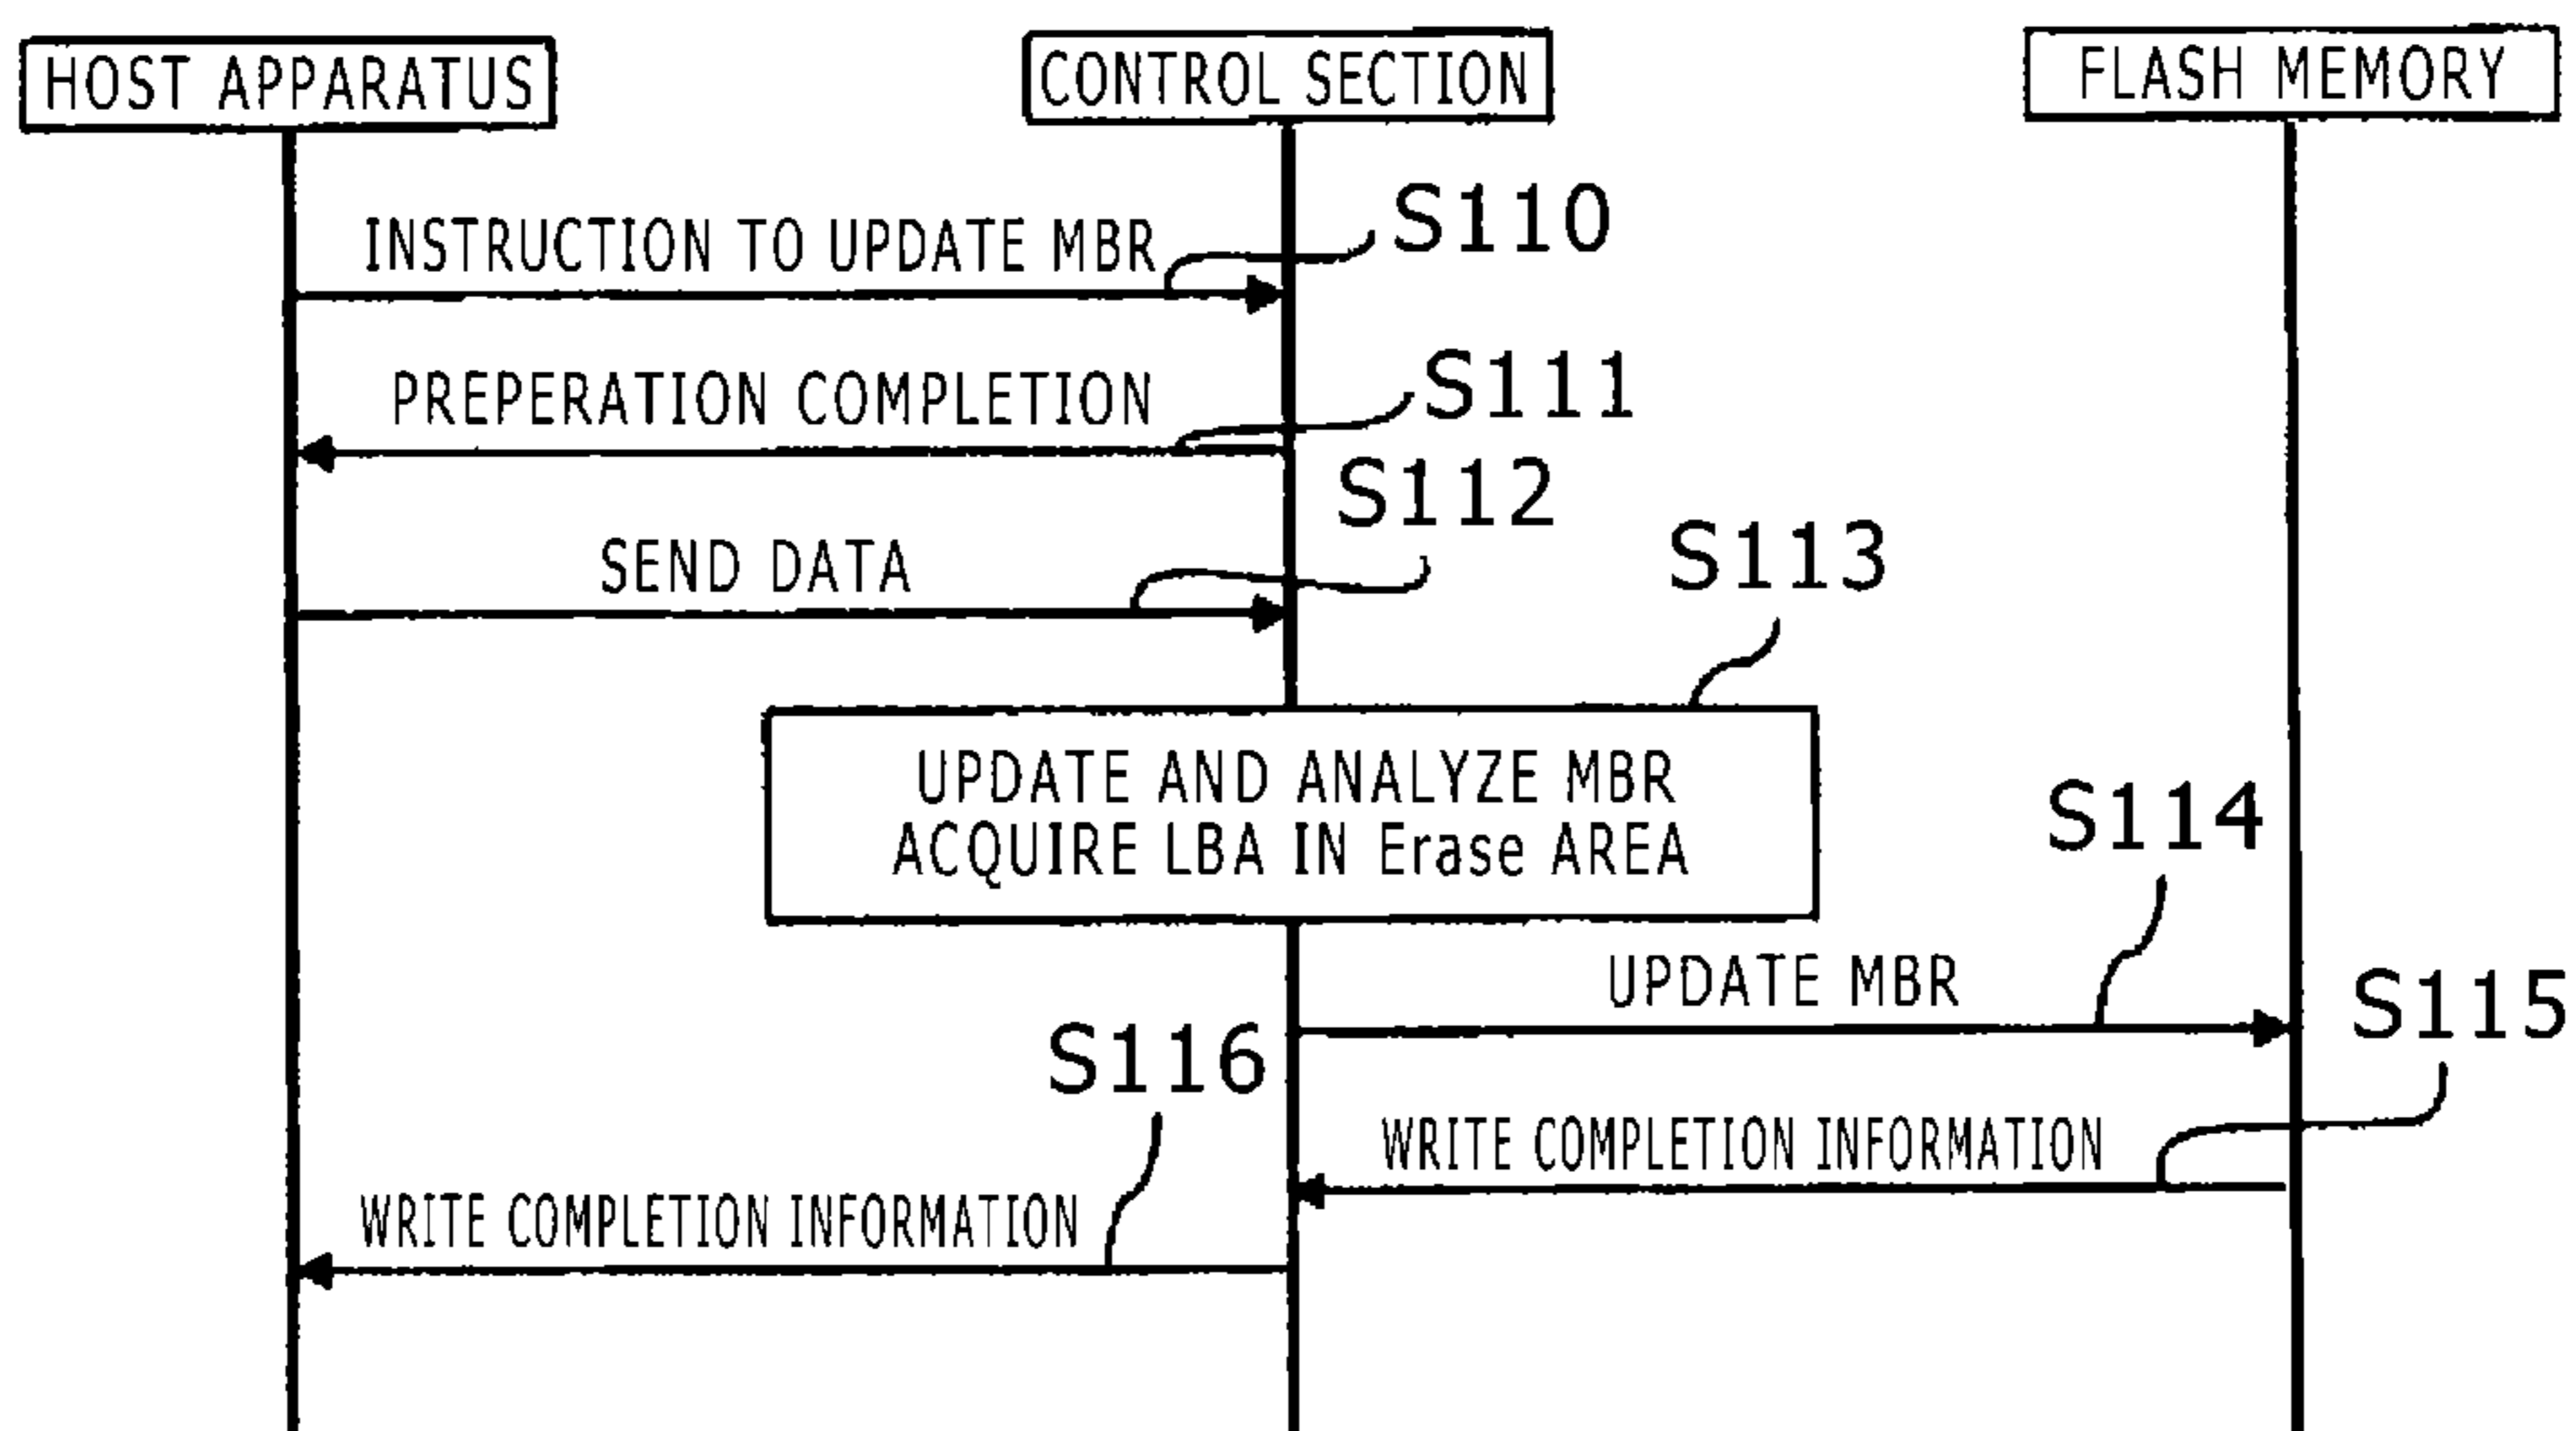 HOST APPARATUS
CONTROL SECTION
FLASH MEMORY
INSTRUCTION TO UPDATE MBR
S110
PREPERATION COMPLETION
S111
SEND DATA
S112
S113
UPDATE AND ANALYZE MBR
ACQUIRE LBA IN Erase AREA
UPDATE MBR
S114
WRITE COMPLETION INFORMATION
S115
WRITE COMPLETION INFORMATION
S116